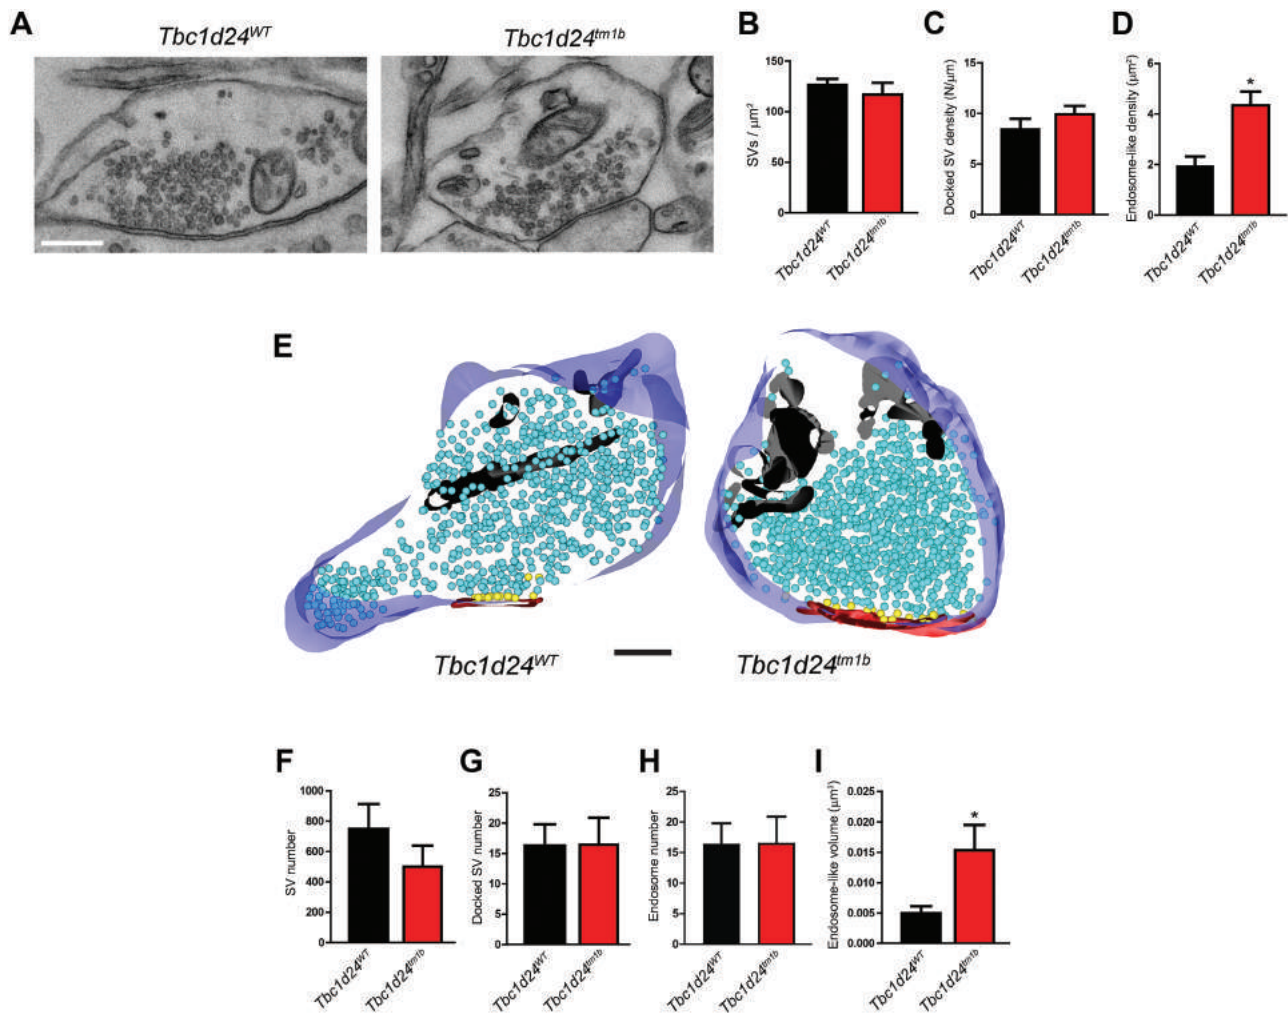 A
Tbc1d24WT
Tbc1d24tm1b
B
SVs / µm²
150
100
50
0
Tbc1d24WT
Tbc1d24tm1b
C
Docked SV density (N/µm)
15
10
5
0
Tbc1d24WT
Tbc1d24tm1b
D
Endosome-like density (µm²)
6
4
2
0
*
Tbc1d24WT
Tbc1d24tm1b
E
Tbc1d24WT
Tbc1d24tm1b
F
SV number
1000
800
600
400
200
0
Tbc1d24WT
Tbc1d24tm1b
G
Docked SV number
25
20
15
10
5
0
Tbc1d24WT
Tbc1d24tm1b
H
Endosome number
25
20
15
10
5
0
Tbc1d24WT
Tbc1d24tm1b
I
Endosome-like volume (µm³)
0.025
0.020
0.015
0.010
0.005
0.000
*
Tbc1d24WT
Tbc1d24tm1b